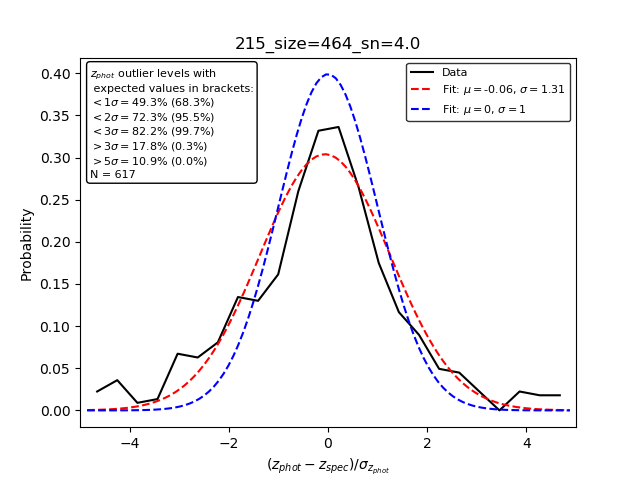 215_size=464_sn=4.0
z_phot outlier levels with
expected values in brackets:
< 1σ = 49.3% (68.3%)
< 2σ = 72.3% (95.5%)
< 3σ = 82.2% (99.7%)
> 3σ = 17.8% (0.3%)
> 5σ = 10.9% (0.0%)
N = 617
Data
Fit: μ = -0.06, σ = 1.31
Fit: μ = 0, σ = 1
0.40
0.35
0.30
0.25
0.20
0.15
0.10
0.05
0.00
Probability
−4 −2 0 2 4
(z_phot − z_spec)/σ_z_phot